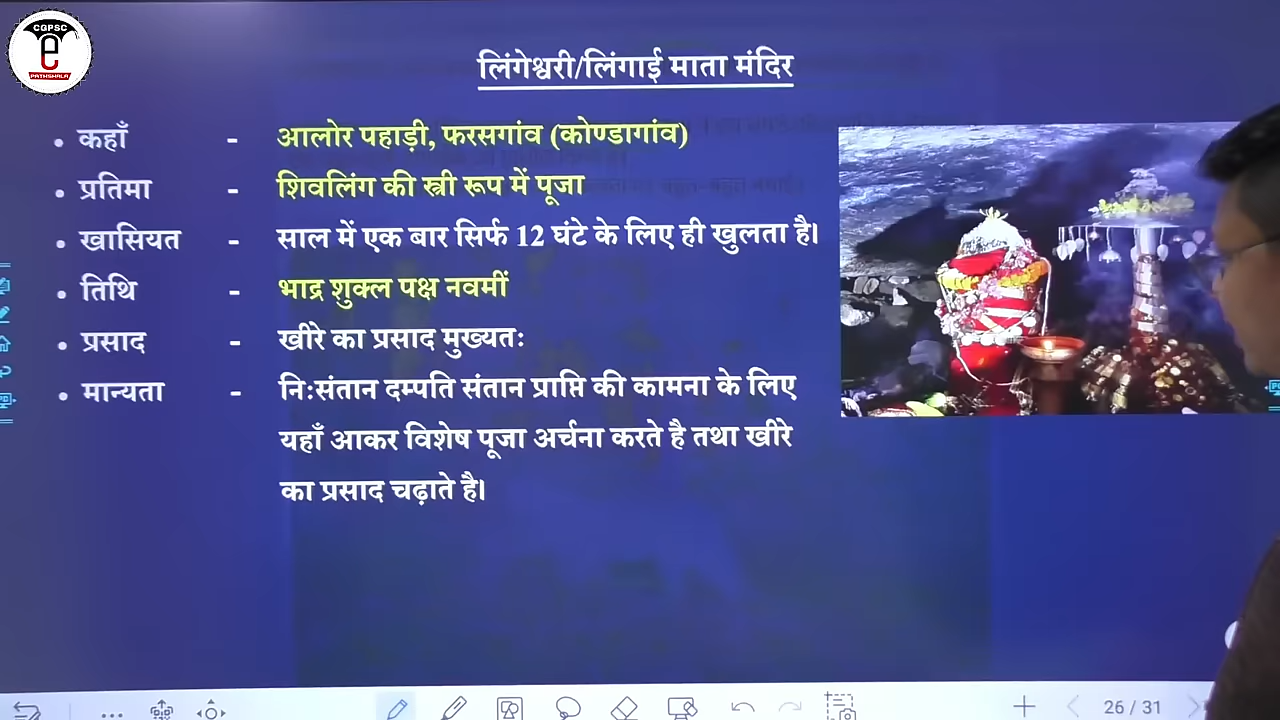 CGPSC
e
PATHSHALA
लिंगेश्वरी/लिंगाई माता मंदिर
• कहाँ - आलोर पहाड़ी, फरसगांव (कोण्डागांव)
• प्रतिमा - शिवलिंग की स्त्री रूप में पूजा
• खासियत - साल में एक बार सिर्फ 12 घंटे के लिए ही खुलता है।
• तिथि - भाद्र शुक्ल पक्ष नवमीं
• प्रसाद - खीरे का प्रसाद मुख्यतः
• मान्यता - निःसंतान दम्पति संतान प्राप्ति की कामना के लिए
यहाँ आकर विशेष पूजा अर्चना करते है तथा खीरे
का प्रसाद चढ़ाते है।
26 / 31